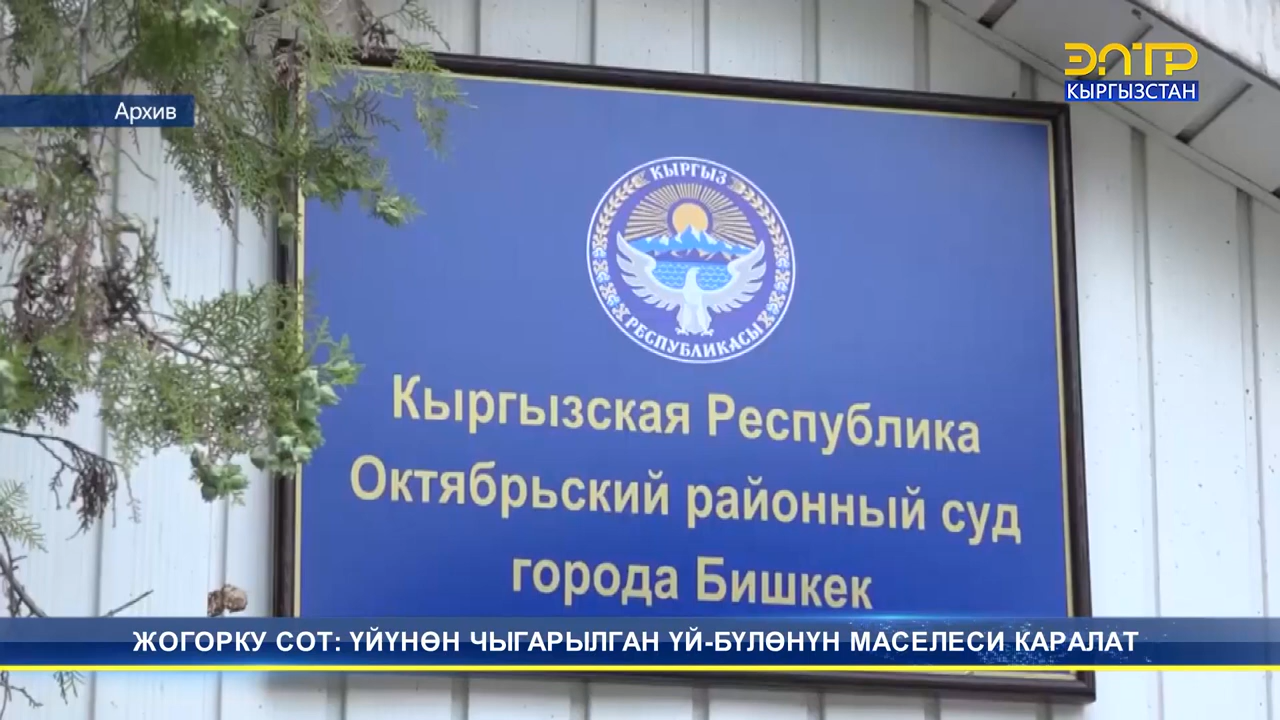 ЭЛТР
КЫРГЫЗСТАН
Архив
КЫРГЫЗ
РЕСПУБЛИКАСЫ
Кыргызская Республика
Октябрьский районный суд
города Бишкек
ЖОГОРКУ СОТ: ҮЙҮНӨН ЧЫГАРЫЛГАН ҮЙ-БҮЛӨНҮН МАСЕЛЕСИ КАРАЛАТ